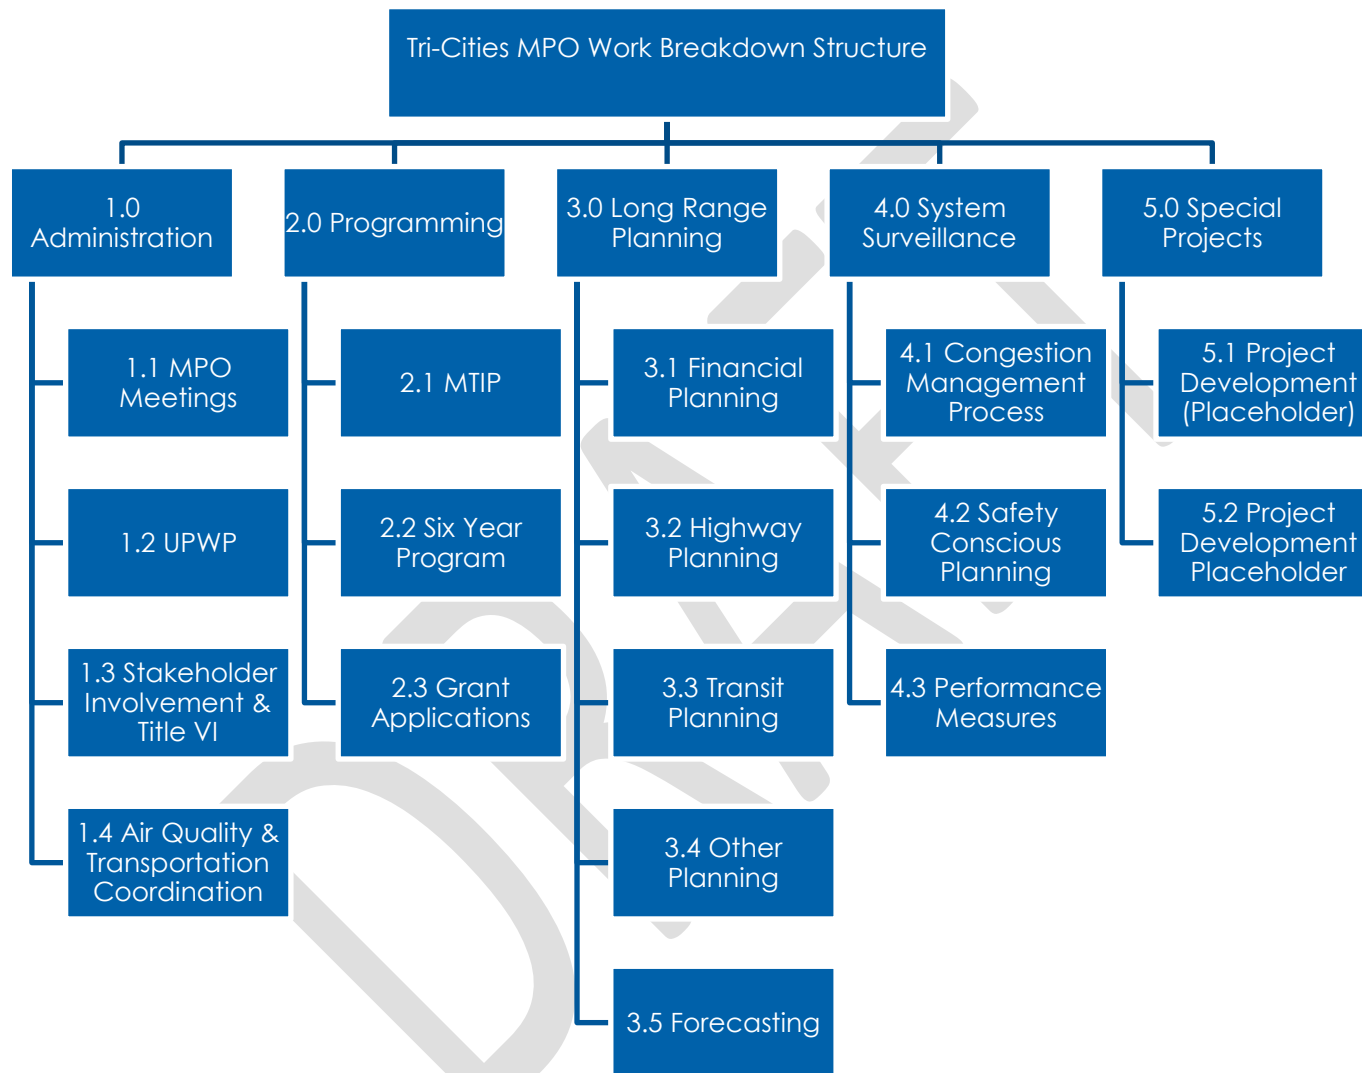 Tri-Cities MPO Work Breakdown Structure
1.0
Administration
2.0 Programming
3.0 Long Range
Planning
4.0 System
Surveillance
5.0 Special
Projects
1.1 MPO
Meetings
1.2 UPWP
1.3 Stakeholder
Involvement &
Title VI
1.4 Air Quality &
Transportation
Coordination
2.1 MTIP
2.2 Six Year
Program
2.3 Grant
Applications
3.1 Financial
Planning
3.2 Highway
Planning
3.3 Transit
Planning
3.4 Other
Planning
3.5 Forecasting
4.1 Congestion
Management
Process
4.2 Safety
Conscious
Planning
4.3 Performance
Measures
5.1 Project
Development
(Placeholder)
5.2 Project
Development
Placeholder
DRAFT